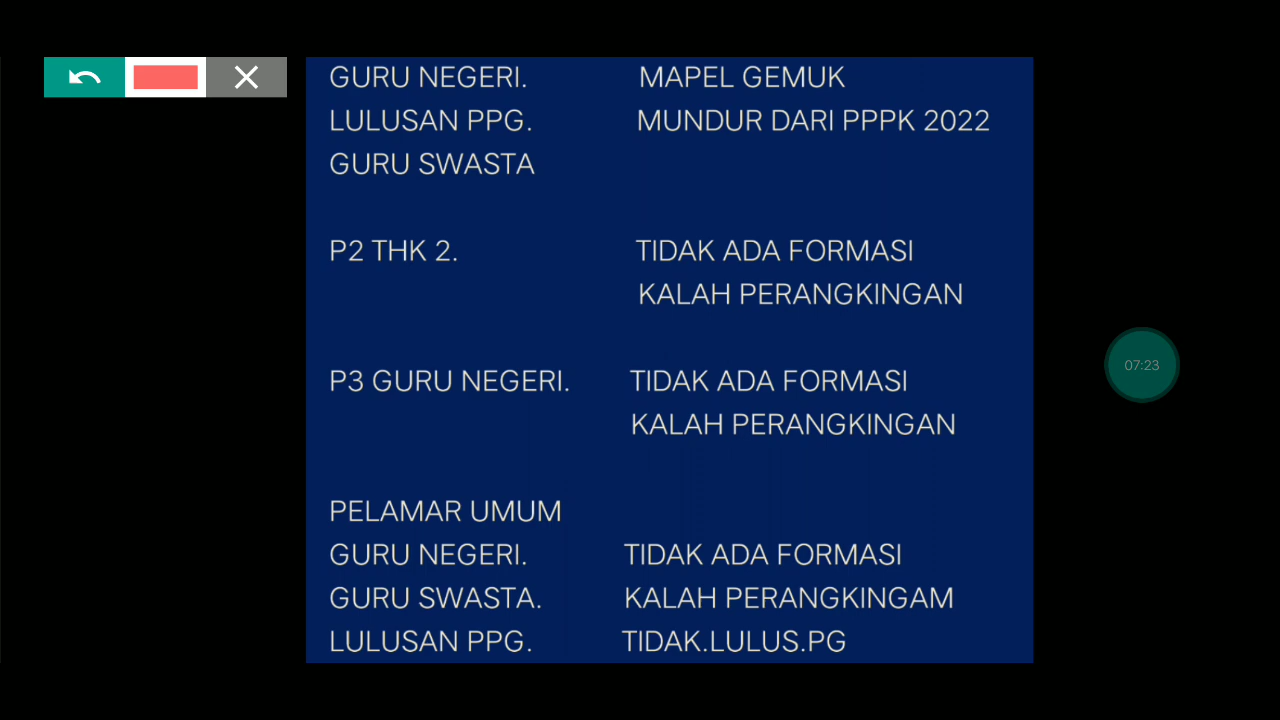 GURU NEGERI. MAPEL GEMUK
LULUSAN PPG. MUNDUR DARI PPPK 2022
GURU SWASTA
P2 THK 2. TIDAK ADA FORMASI
KALAH PERANGKINGAN
P3 GURU NEGERI. TIDAK ADA FORMASI
KALAH PERANGKINGAN
07:23
PELAMAR UMUM
GURU NEGERI. TIDAK ADA FORMASI
GURU SWASTA. KALAH PERANGKINGAM
LULUSAN PPG. TIDAK.LULUS.PG